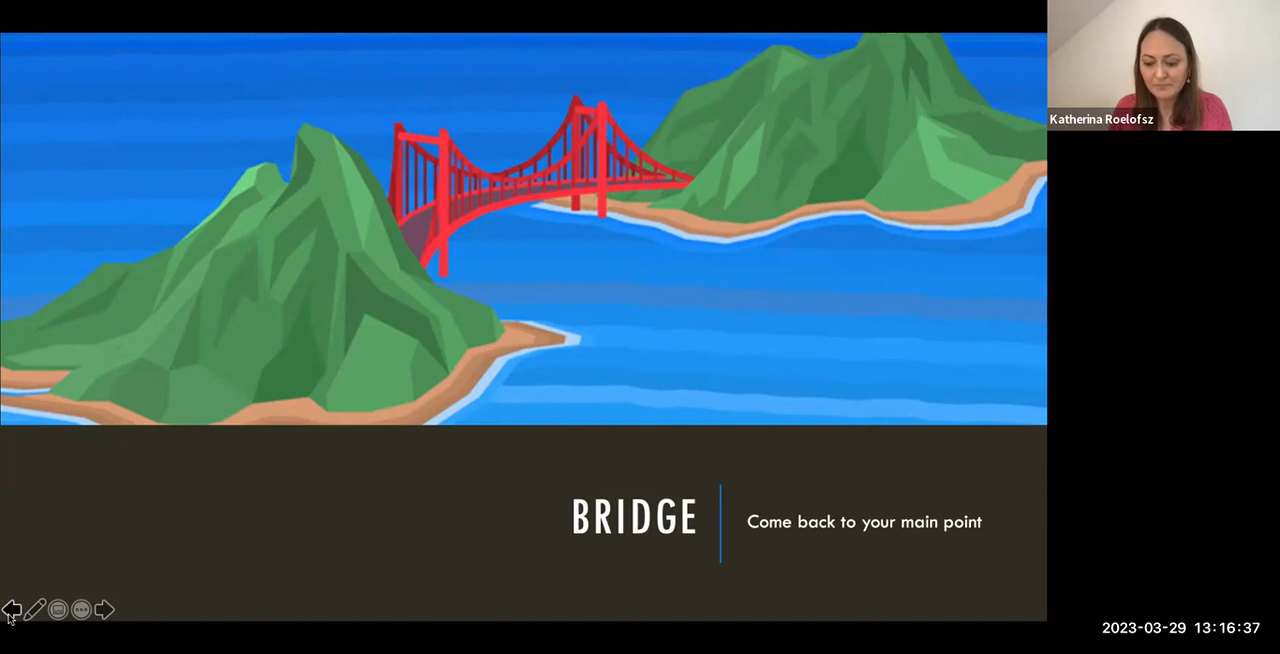 Katherina Roelofsz
BRIDGE
Come back to your main point
2023-03-29 13:16:37